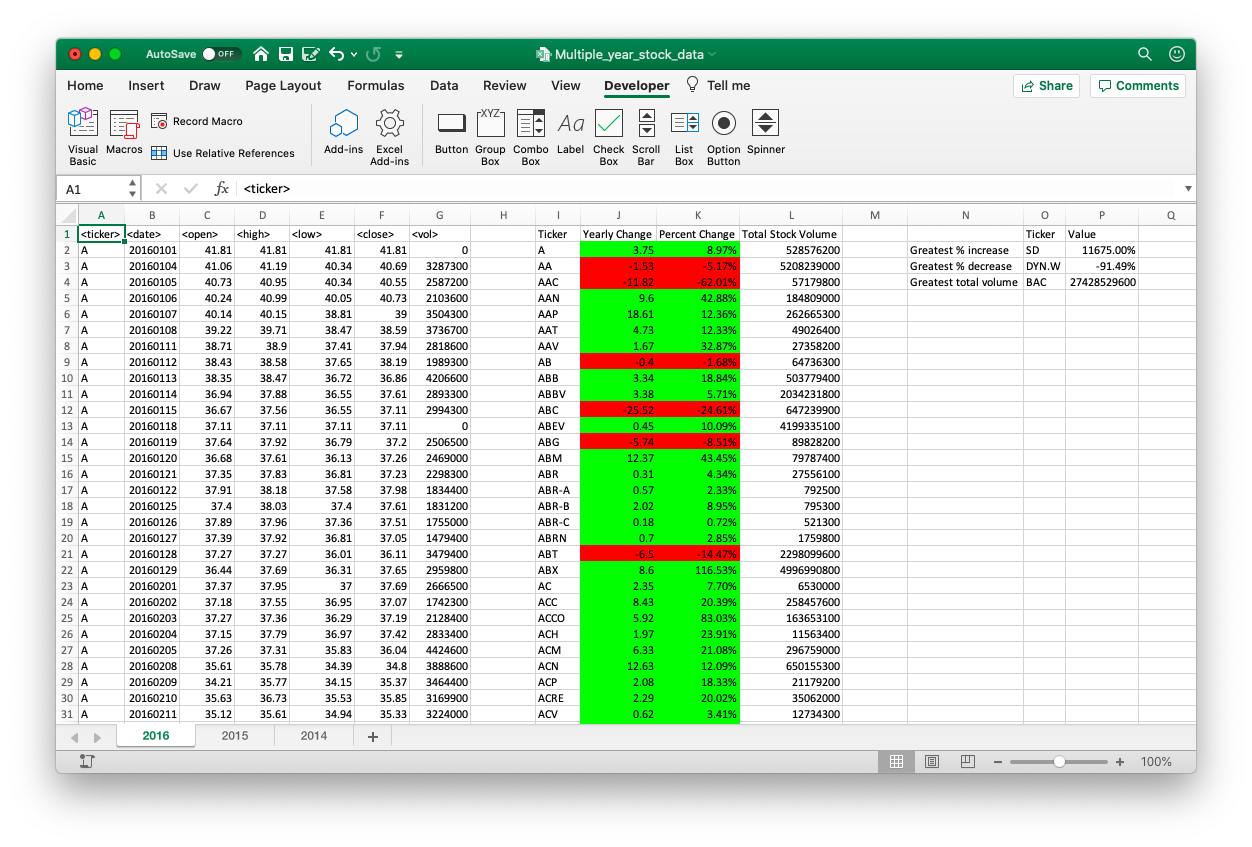 AutoSave OFF Multiple_year_stock_data
Home Insert Draw Page Layout Formulas Data Review View Developer Tell me Share Comments
Visual Basic Macros Record Macro Use Relative References Add-ins Excel Add-ins Button Group Box Combo Box Label Check Box Scroll Bar List Box Option Button Spinner
XYZ Aa
A1 fx <ticker>
A B C D E F G H I J K L M N O P Q
1 <ticker> <date> <open> <high> <low> <close> <vol> Ticker Yearly Change Percent Change Total Stock Volume Ticker Value
2 A 20160101 41.81 41.81 41.81 41.81 0 A 3.75 8.97% 528576200 Greatest % increase SD 11675.00%
3 A 20160104 41.06 41.19 40.34 40.69 3287300 AA -1.53 -5.17% 5208239000 Greatest % decrease DYN.W -91.49%
4 A 20160105 40.73 40.95 40.34 40.55 2587200 AAC -11.82 -62.01% 57179800 Greatest total volume BAC 27428529600
5 A 20160106 40.24 40.99 40.05 40.73 2103600 AAN 9.6 42.88% 184809000
6 A 20160107 40.14 40.15 38.81 39 3504300 AAP 18.61 12.36% 262665300
7 A 20160108 39.22 39.71 38.47 38.59 3736700 AAT 4.73 12.33% 49026400
8 A 20160111 38.71 38.9 37.41 37.94 2818600 AAV 1.67 32.87% 27358200
9 A 20160112 38.43 38.58 37.65 38.19 1989300 AB -0.4 -1.68% 64736300
10 A 20160113 38.35 38.47 36.72 36.86 4206600 ABB 3.34 18.84% 503779400
11 A 20160114 36.94 37.88 36.55 37.61 2893300 ABBV 3.38 5.71% 2034231800
12 A 20160115 36.67 37.56 36.55 37.11 2994300 ABC -25.52 -24.61% 647239900
13 A 20160118 37.11 37.11 37.11 37.11 0 ABEV 0.45 10.09% 4199335100
14 A 20160119 37.64 37.92 36.79 37.2 2506500 ABG -5.74 -8.51% 89828200
15 A 20160120 36.68 37.61 36.13 37.26 2469000 ABM 12.37 43.45% 79787400
16 A 20160121 37.35 37.83 36.81 37.23 2298300 ABR 0.31 4.34% 27556100
17 A 20160122 37.91 38.18 37.58 37.98 1834400 ABR-A 0.57 2.33% 792500
18 A 20160125 37.4 38.03 37.4 37.61 1831200 ABR-B 2.02 8.95% 795300
19 A 20160126 37.89 37.96 37.36 37.51 1755000 ABR-C 0.18 0.72% 521300
20 A 20160127 37.39 37.92 36.81 37.05 1479400 ABRN 0.7 2.85% 1759800
21 A 20160128 37.27 37.27 36.01 36.11 3479400 ABT -6.5 -14.47% 2298099600
22 A 20160129 36.44 37.69 36.31 37.65 2959800 ABX 8.6 116.53% 4996990800
23 A 20160201 37.37 37.95 37 37.69 2666500 AC 2.35 7.70% 6530000
24 A 20160202 37.18 37.55 36.95 37.07 1742300 ACC 8.43 20.39% 258457600
25 A 20160203 37.27 37.36 36.29 37.19 2128400 ACCO 5.92 83.03% 163653100
26 A 20160204 37.15 37.79 36.97 37.42 2833400 ACH 1.97 23.91% 11563400
27 A 20160205 37.26 37.31 35.83 36.04 4424600 ACM 6.33 21.08% 296759000
28 A 20160208 35.61 35.78 34.39 34.8 3888600 ACN 12.63 12.09% 650155300
29 A 20160209 34.21 35.77 34.15 35.37 3464400 ACP 2.08 18.33% 21179200
30 A 20160210 35.63 36.73 35.53 35.85 3169900 ACRE 2.29 20.02% 35062000
31 A 20160211 35.12 35.61 34.94 35.33 3224000 ACV 0.62 3.41% 12734300
2016 2015 2014 +
100%